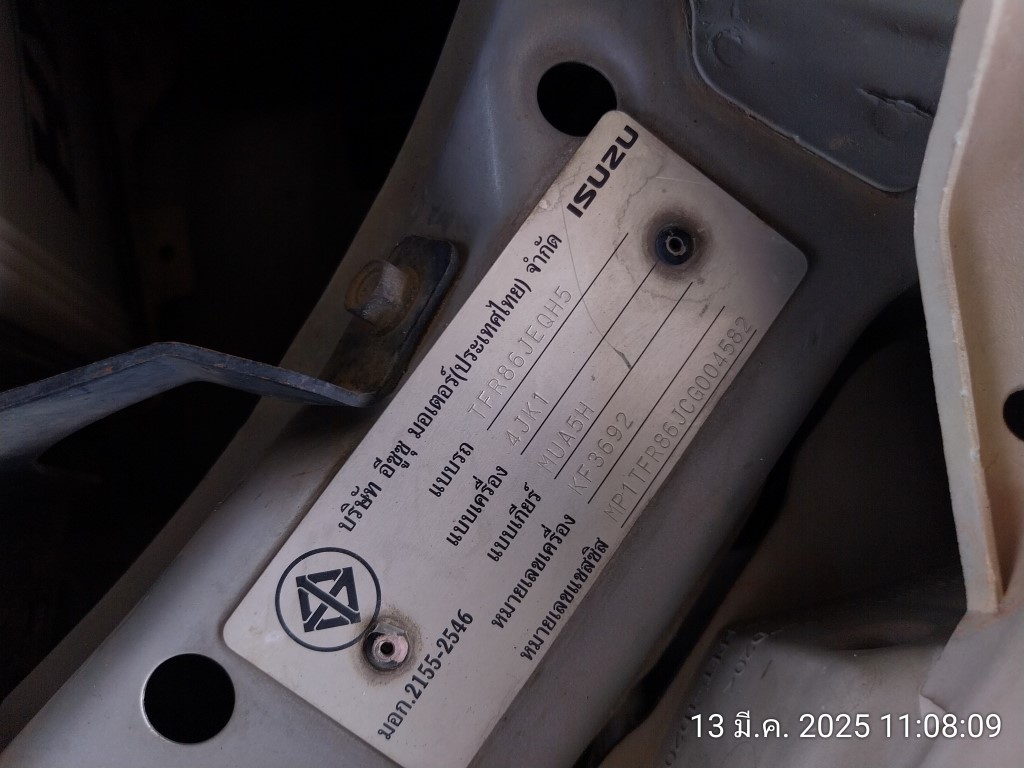 ISUZU
บริษัท อีซูซุ มอเตอร์(ประเทศไทย) จำกัด
แบบรถ TFR86JEQH5
แบบเครื่อง 4JK1
แบบเกียร์ MUA5H
หมายเลขเครื่อง KF3692
หมายเลขแชสซิส MP1TFR86JCG004582
มอก.2155-2546
13 มี.ค. 2025 11:08:09